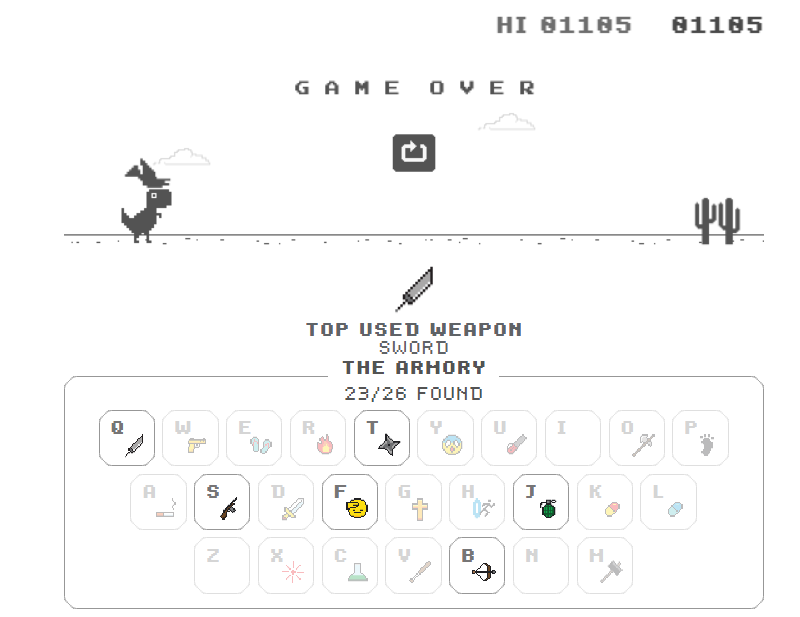 HI 01105 01105
GAME OVER
TOP USED WEAPON
SWORD
THE ARMORY
23/26 FOUND
Q W E R T Y U I O P
A S D F G H J K L
Z X C V B N M